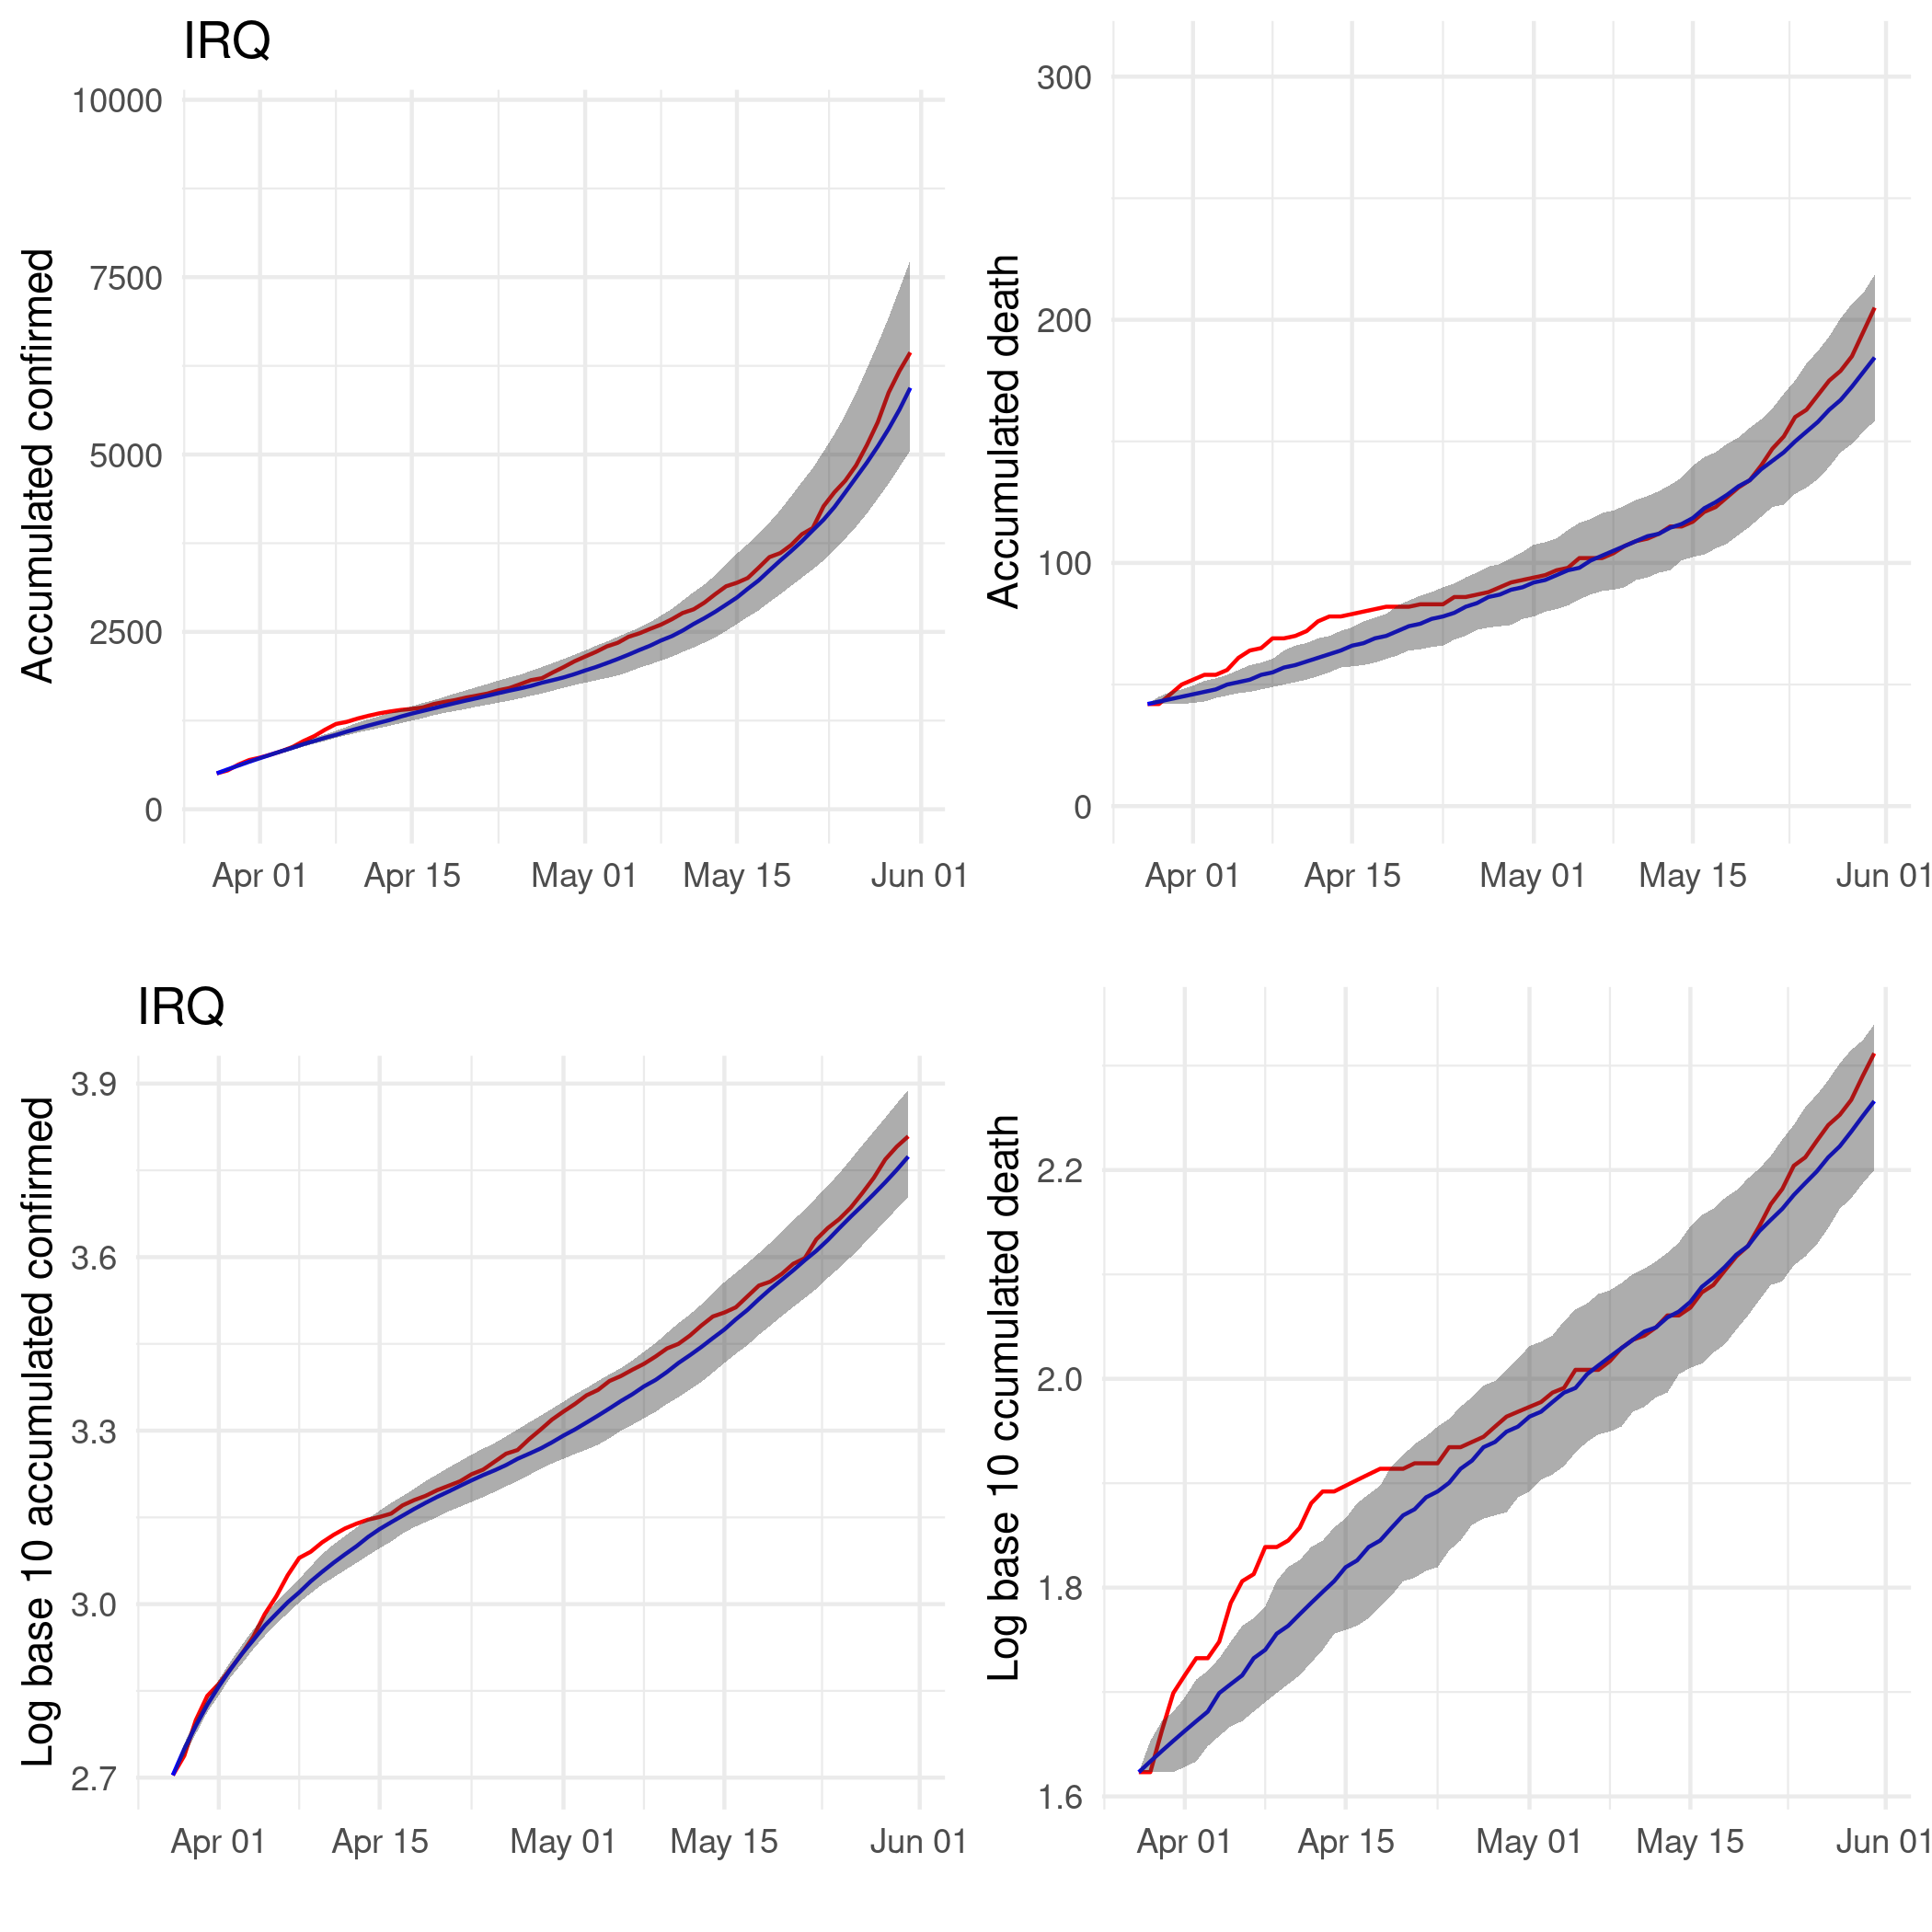 IRQ
Accumulated confirmed
10000
7500
5000
2500
0
Apr 01 Apr 15 May 01 May 15 Jun 01
Accumulated death
300
200
100
0
Apr 01 Apr 15 May 01 May 15 Jun 01
IRQ
Log base 10 accumulated confirmed
3.9
3.6
3.3
3.0
2.7
Apr 01 Apr 15 May 01 May 15 Jun 01
Log base 10 ccumulated death
2.2
2.0
1.8
1.6
Apr 01 Apr 15 May 01 May 15 Jun 01